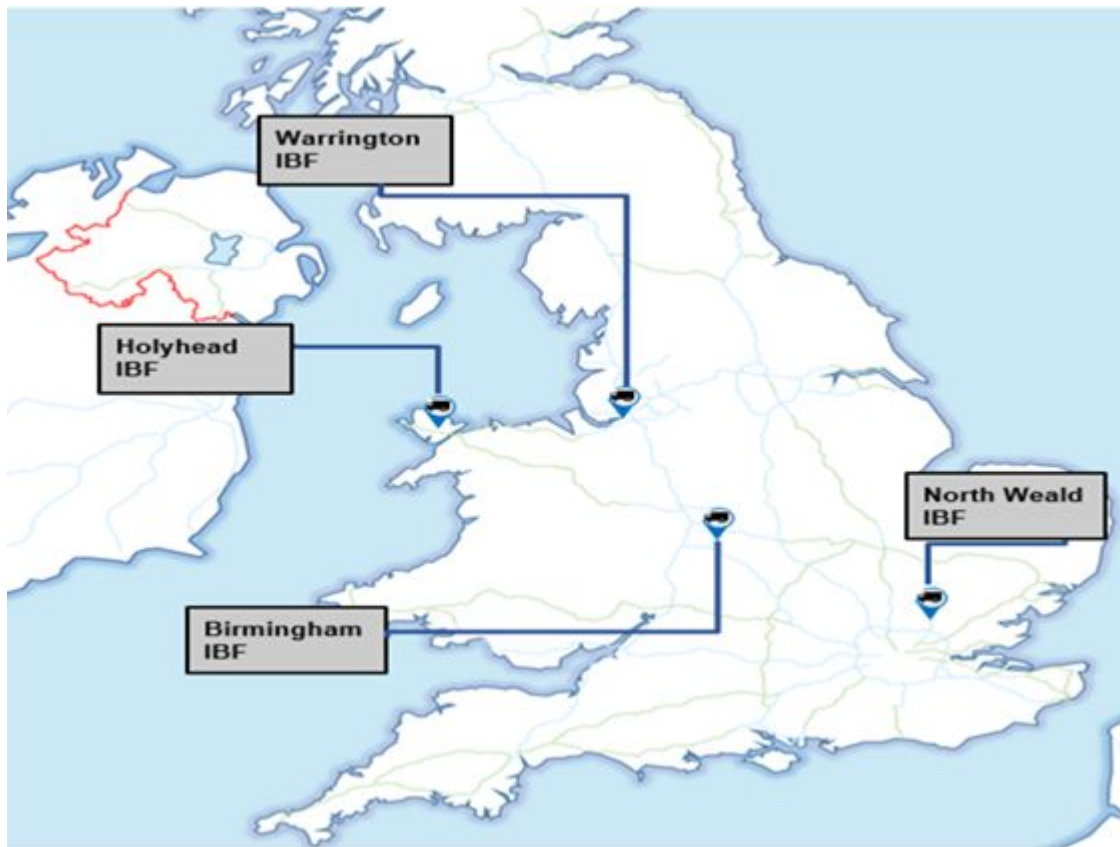 Warrington
IBF
Holyhead
IBF
North Weald
IBF
Birmingham
IBF